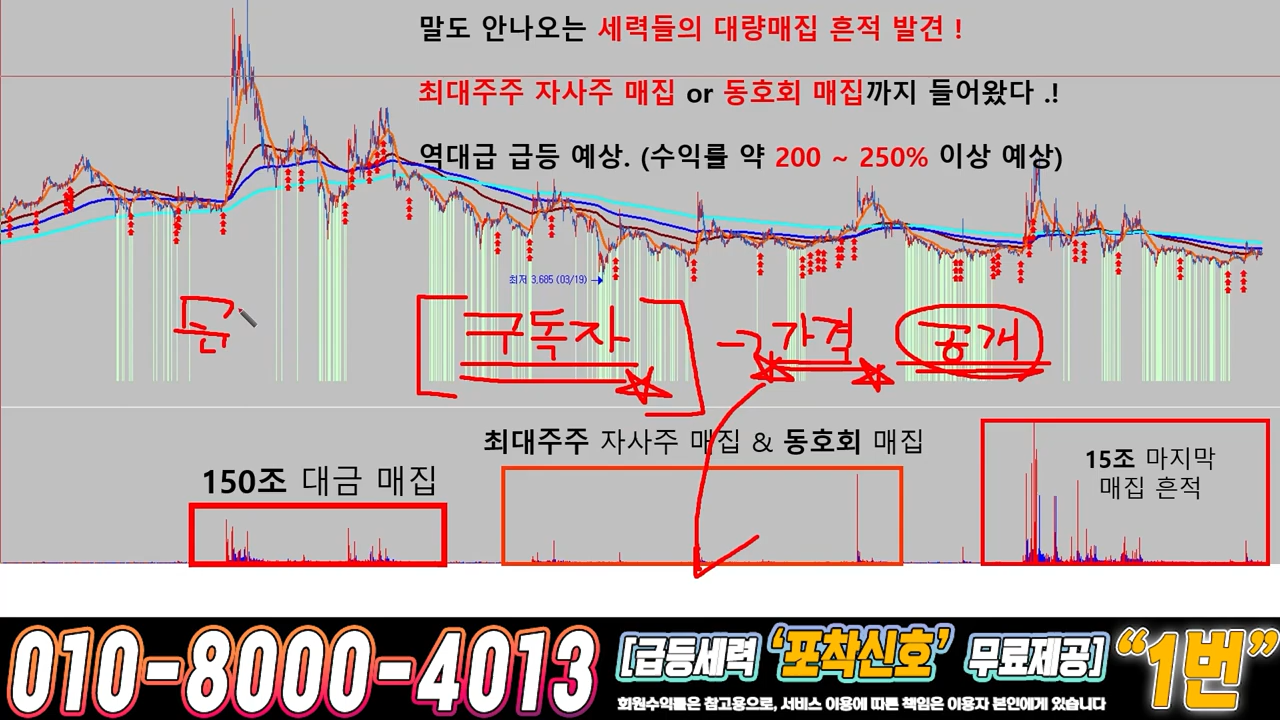 말도 안나오는 세력들의 대량매집 흔적 발견 !
최대주주 자사주 매집 or 동호회 매집까지 들어왔다 .!
역대급 급등 예상. (수익률 약 200 ~ 250% 이상 예상)
최저 3,685 (03/19)
구독자
가격
공개
최대주주 자사주 매집 & 동호회 매집
150조 대금 매집
15조 마지막
매집 흔적
010-8000-4013
[급등세력 '포착신호' 무료제공] "1번"
회원수익률은 참고용으로, 서비스 이용에 따른 책임은 이용자 본인에게 있습니다